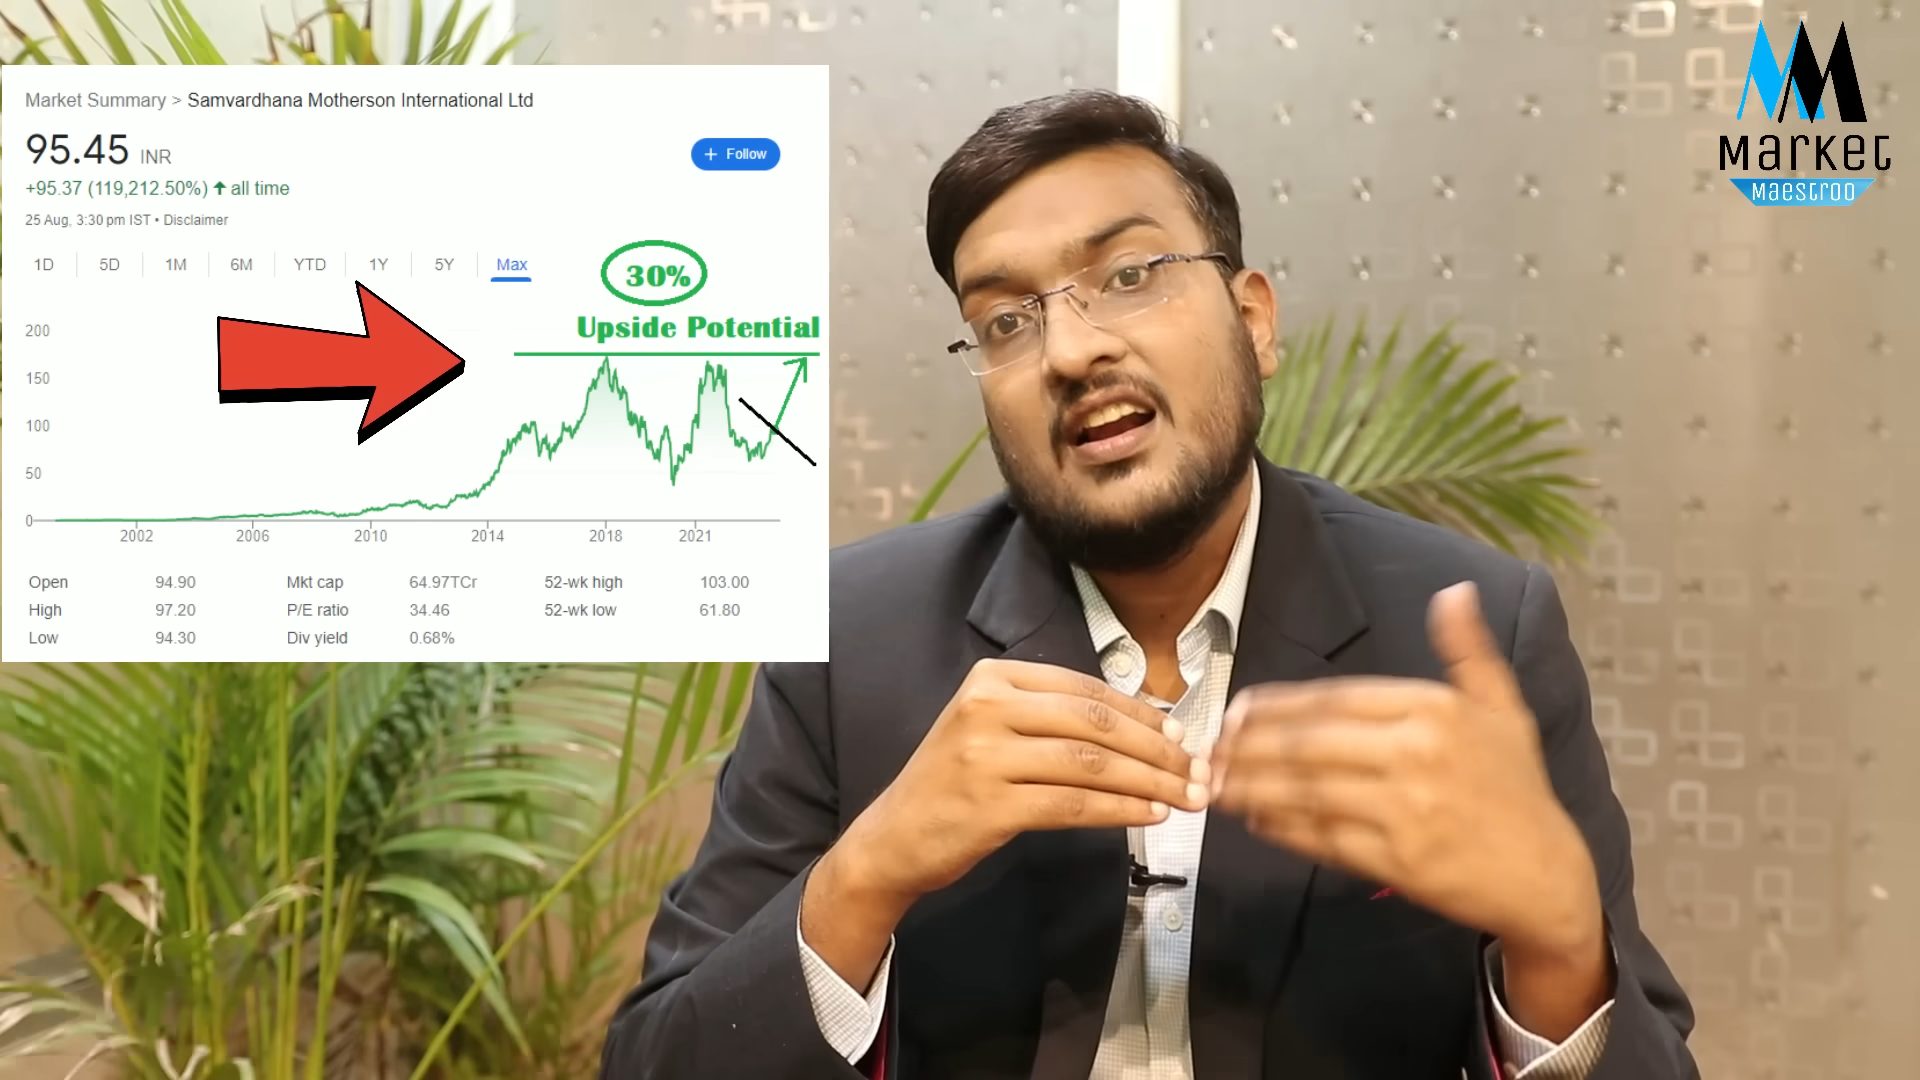 Market Summary > Samvardhana Motherson International Ltd
95.45 INR
+ Follow
+95.37 (119,212.50%) ↑ all time
25 Aug, 3:30 pm IST • Disclaimer
1D 5D 1M 6M YTD 1Y 5Y Max
30%
Upside Potential
200
150
100
50
0
2002 2006 2010 2014 2018 2021
Open 94.90 Mkt cap 64.97TCr 52-wk high 103.00
High 97.20 P/E ratio 34.46 52-wk low 61.80
Low 94.30 Div yield 0.68%
MM
Market
Maestroo